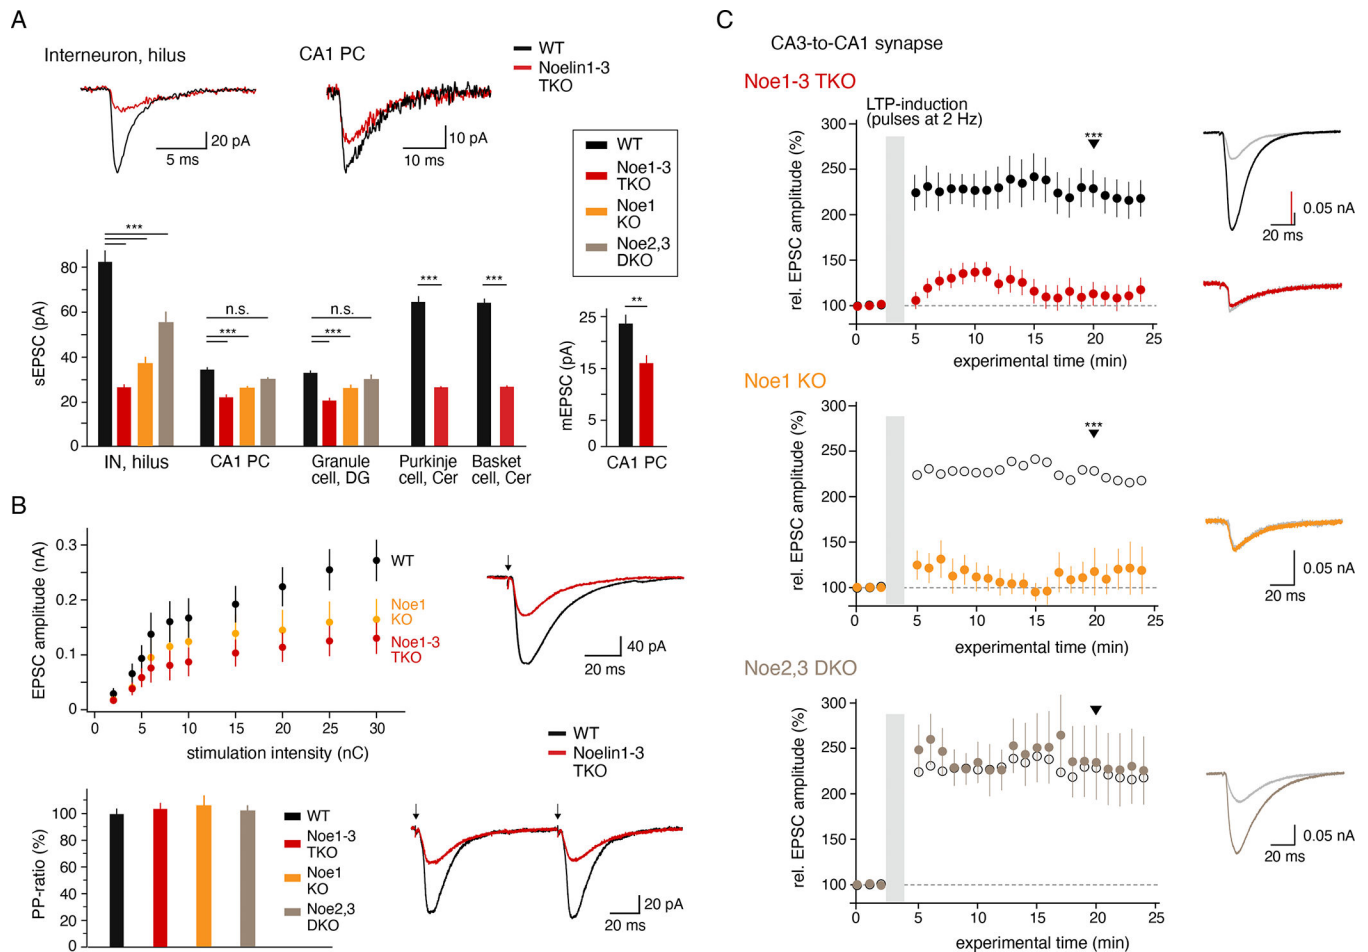 A
Interneuron, hilus
CA1 PC
WT
Noelin1-3
TKO
20 pA
5 ms
10 pA
10 ms
WT
Noe1-3
TKO
Noe1
KO
Noe2,3
DKO
sEPSC (pA)
80
60
40
20
0
***
n.s.
***
n.s.
***
***
***
IN, hilus
CA1 PC
Granule
cell, DG
Purkinje
cell, Cer
Basket
cell, Cer
mEPSC (pA)
25
15
5
0
**
CA1 PC
B
EPSC amplitude (nA)
0.3
0.2
0.1
0
WT
Noe1
KO
Noe1-3
TKO
0
5
10
15
20
25
30
stimulation intensity (nC)
40 pA
20 ms
WT
Noelin1-3
TKO
PP-ratio (%)
100
80
60
40
20
0
WT
Noe1-3
TKO
Noe1
KO
Noe2,3
DKO
20 pA
20 ms
C
CA3-to-CA1 synapse
Noe1-3 TKO
LTP-induction
(pulses at 2 Hz)
rel. EPSC amplitude (%)
300
250
200
150
100
***
0
5
10
15
20
25
experimental time (min)
0.05 nA
20 ms
Noe1 KO
rel. EPSC amplitude (%)
300
250
200
150
100
***
0
5
10
15
20
25
experimental time (min)
0.05 nA
20 ms
Noe2,3 DKO
rel. EPSC amplitude (%)
300
250
200
150
100
0
5
10
15
20
25
experimental time (min)
0.05 nA
20 ms